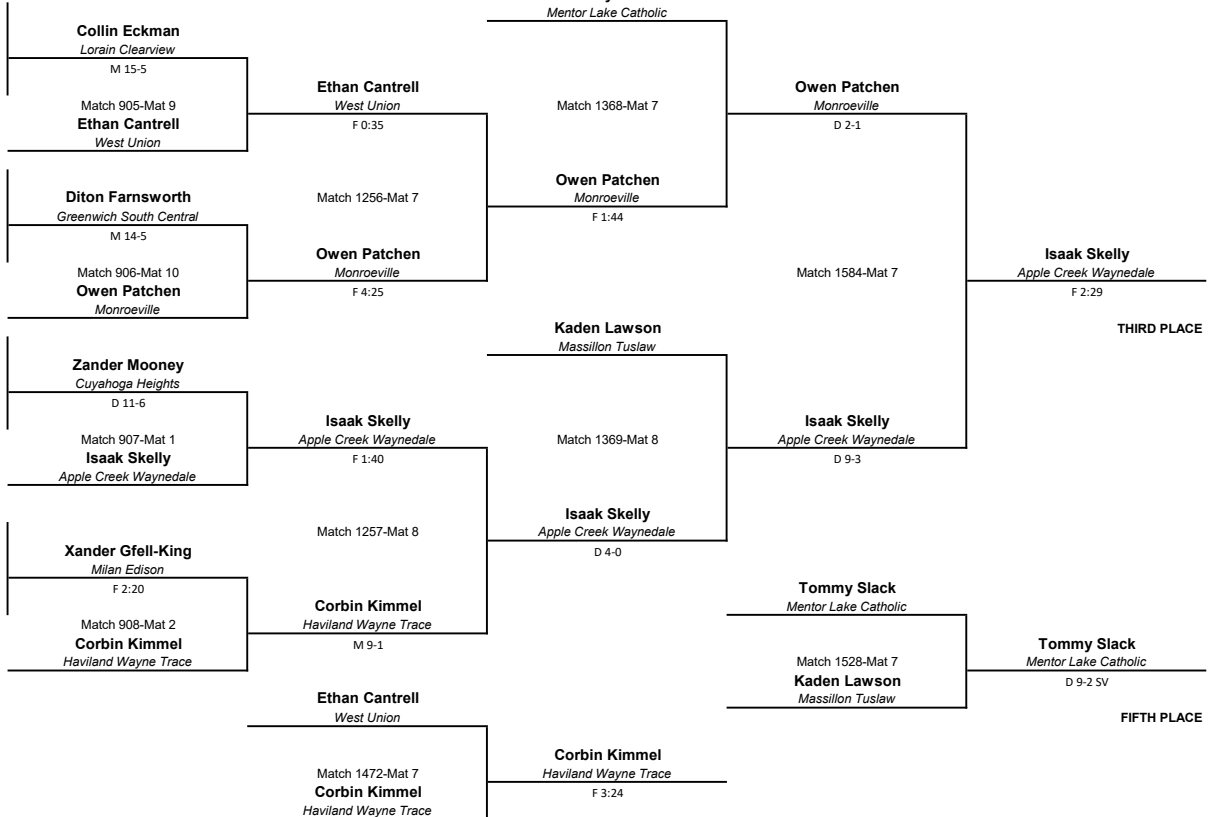 Mentor Lake Catholic
Collin Eckman
Lorain Clearview
M 15-5
Match 905-Mat 9
Ethan Cantrell
West Union
Ethan Cantrell
West Union
F 0:35
Match 1368-Mat 7
Owen Patchen
Monroeville
D 2-1
Diton Farnsworth
Greenwich South Central
M 14-5
Match 906-Mat 10
Owen Patchen
Monroeville
Match 1256-Mat 7
Owen Patchen
Monroeville
F 4:25
Owen Patchen
Monroeville
F 1:44
Match 1584-Mat 7
Isaak Skelly
Apple Creek Waynedale
F 2:29
THIRD PLACE
Kaden Lawson
Massillon Tuslaw
Zander Mooney
Cuyahoga Heights
D 11-6
Match 907-Mat 1
Isaak Skelly
Apple Creek Waynedale
Isaak Skelly
Apple Creek Waynedale
F 1:40
Match 1369-Mat 8
Isaak Skelly
Apple Creek Waynedale
D 9-3
Match 1257-Mat 8
Isaak Skelly
Apple Creek Waynedale
D 4-0
Xander Gfell-King
Milan Edison
F 2:20
Match 908-Mat 2
Corbin Kimmel
Haviland Wayne Trace
Corbin Kimmel
Haviland Wayne Trace
M 9-1
Tommy Slack
Mentor Lake Catholic
Match 1528-Mat 7
Kaden Lawson
Massillon Tuslaw
Tommy Slack
Mentor Lake Catholic
D 9-2 SV
FIFTH PLACE
Ethan Cantrell
West Union
Match 1472-Mat 7
Corbin Kimmel
Haviland Wayne Trace
Corbin Kimmel
Haviland Wayne Trace
F 3:24